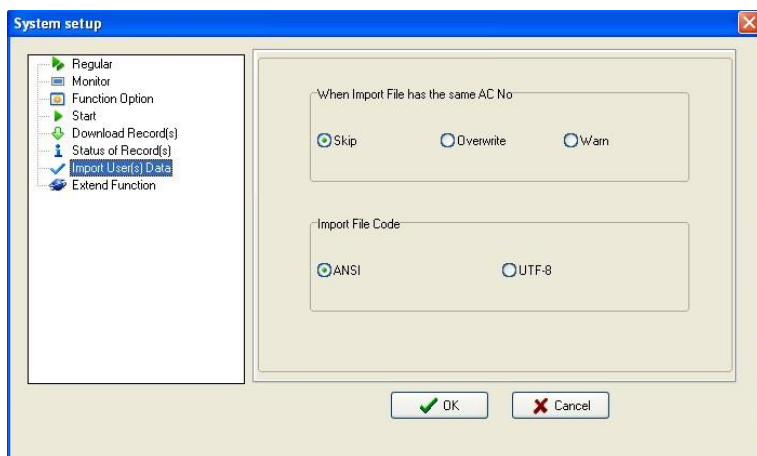 System setup
Regular
Monitor
Function Option
Start
Download Record(s)
Status of Record(s)
Import User(s) Data
Extend Function
When Import File has the same AC No
Skip Overwrite Warn
Import File Code
ANSI UTF-8
OK Cancel